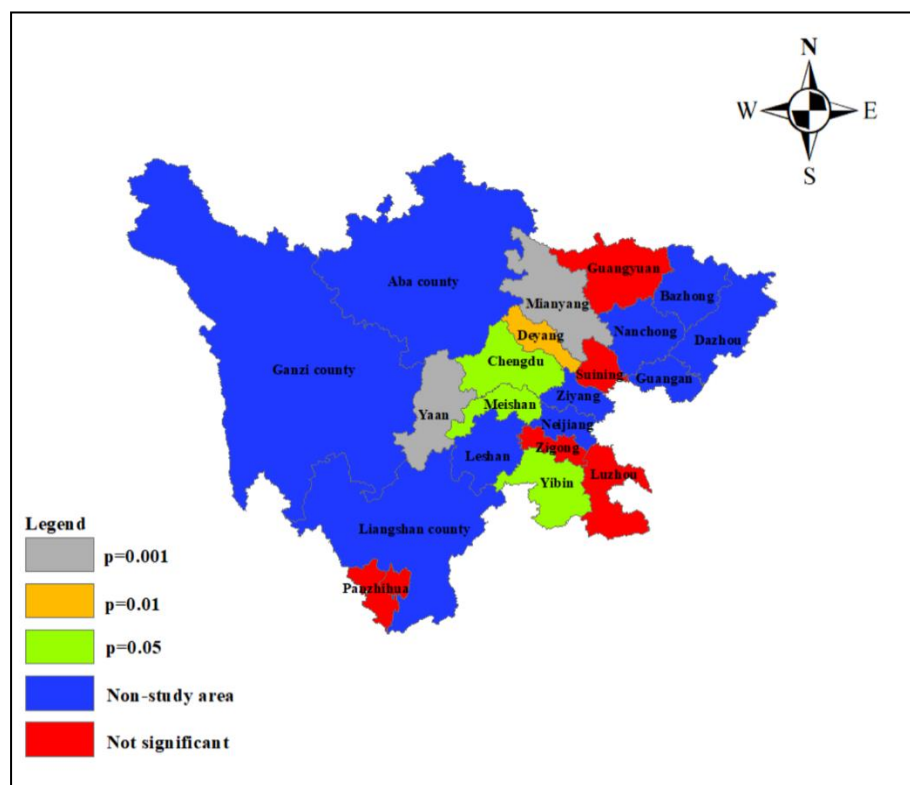 N
W E
S
Guangyuan
Aba county
Bazhong
Mianyang
Nanchong
Deyang
Dazhou
Chengdu
Ganzi county
Suining
Guangan
Ziyang
Meishan
Yaan
Neijiang
Zigong
Leshan
Luzhou
Yibin
Liangshan county
Panzhihua
Legend
p=0.001
p=0.01
p=0.05
Non-study area
Not significant